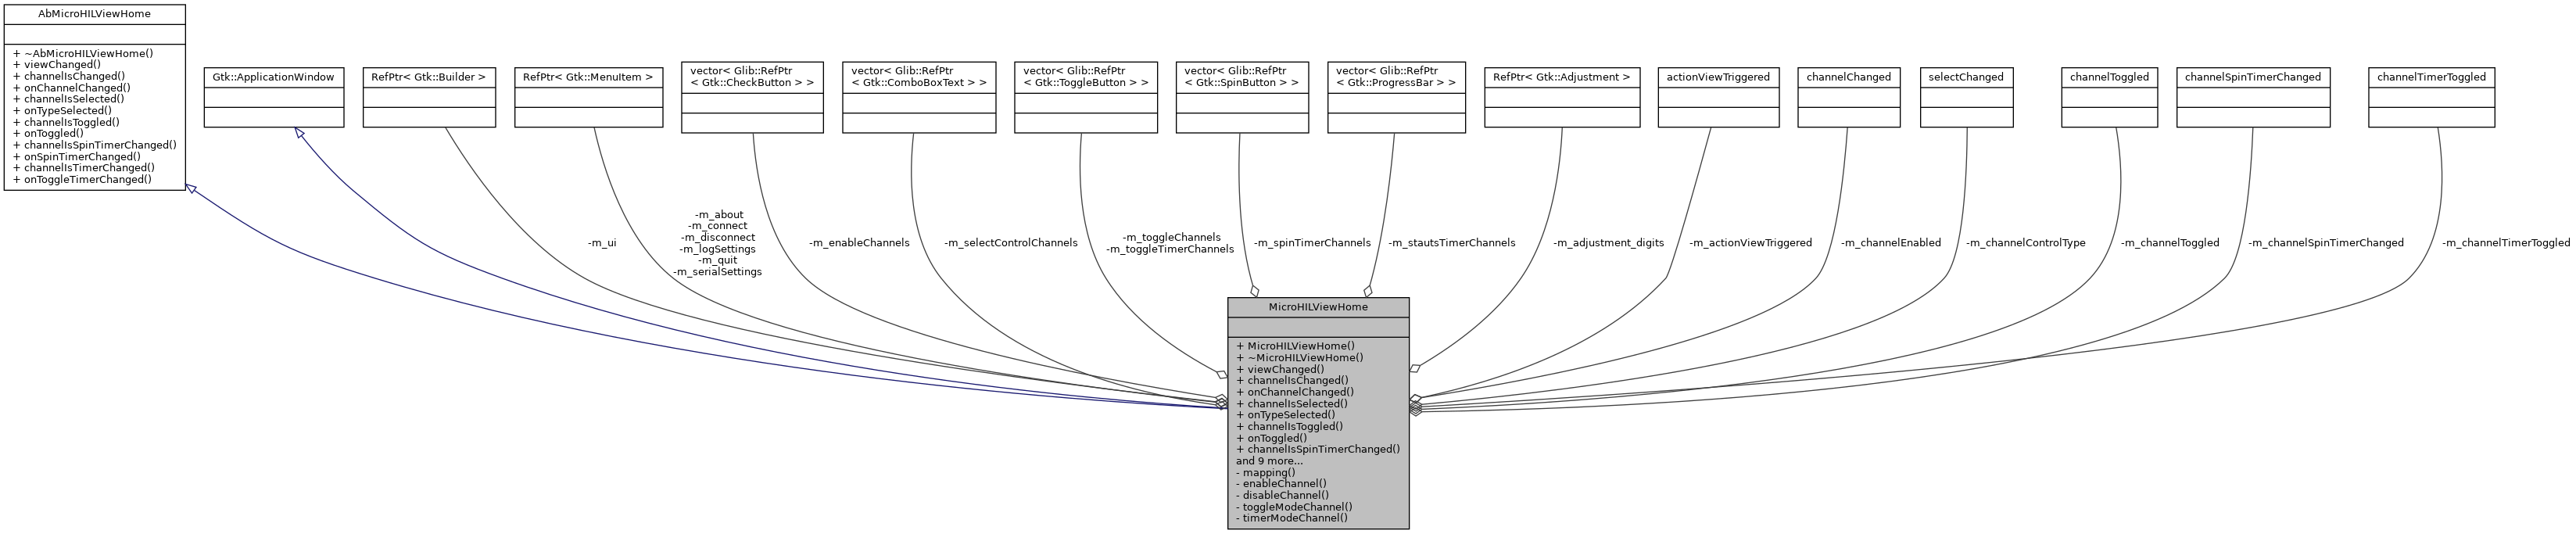 AbMicroHILViewHome
+ ~AbMicroHILViewHome()
+ viewChanged()
+ channelIsChanged()
+ onChannelChanged()
+ channelIsSelected()
+ onTypeSelected()
+ channelIsToggled()
+ onToggled()
+ channelIsSpinTimerChanged()
+ onSpinTimerChanged()
+ channelIsTimerChanged()
+ onToggleTimerChanged()
Gtk::ApplicationWindow
RefPtr< Gtk::Builder >
RefPtr< Gtk::MenuItem >
vector< Glib::RefPtr
< Gtk::CheckButton > >
vector< Glib::RefPtr
< Gtk::ComboBoxText > >
vector< Glib::RefPtr
< Gtk::ToggleButton > >
vector< Glib::RefPtr
< Gtk::SpinButton > >
vector< Glib::RefPtr
< Gtk::ProgressBar > >
RefPtr< Gtk::Adjustment >
actionViewTriggered
channelChanged
selectChanged
channelToggled
channelSpinTimerChanged
channelTimerToggled
-m_ui
-m_about
-m_connect
-m_disconnect
-m_logSettings
-m_quit
-m_serialSettings
-m_enableChannels
-m_selectControlChannels
-m_toggleChannels
-m_toggleTimerChannels
-m_spinTimerChannels
-m_stautsTimerChannels
-m_adjustment_digits
-m_actionViewTriggered
-m_channelEnabled
-m_channelControlType
-m_channelToggled
-m_channelSpinTimerChanged
-m_channelTimerToggled
MicroHILViewHome
+ MicroHILViewHome()
+ ~MicroHILViewHome()
+ viewChanged()
+ channelIsChanged()
+ onChannelChanged()
+ channelIsSelected()
+ onTypeSelected()
+ channelIsToggled()
+ onToggled()
+ channelIsSpinTimerChanged()
and 9 more...
- mapping()
- enableChannel()
- disableChannel()
- toggleModeChannel()
- timerModeChannel()